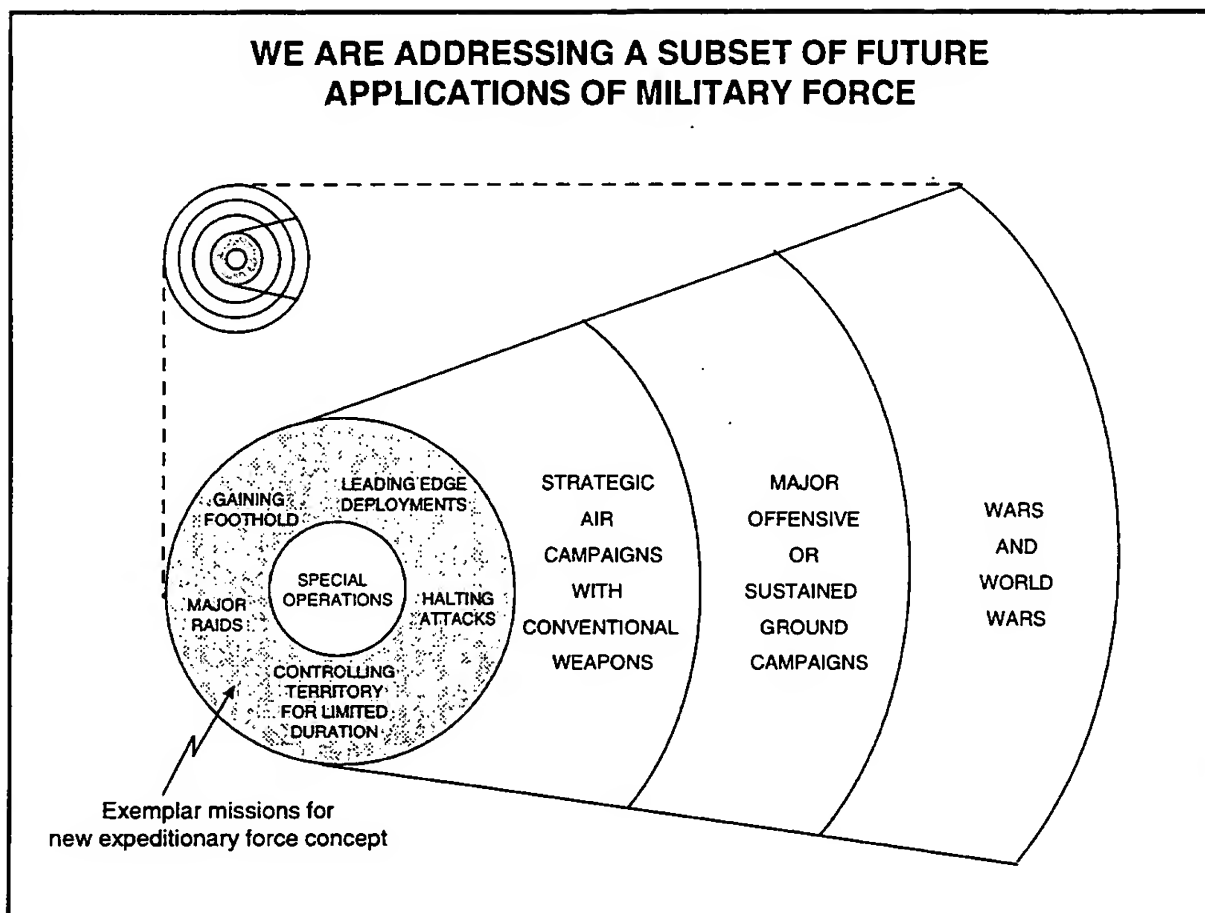 WE ARE ADDRESSING A SUBSET OF FUTURE
APPLICATIONS OF MILITARY FORCE
GAINING
FOOTHOLD
LEADING EDGE
DEPLOYMENTS
SPECIAL
OPERATIONS
MAJOR
RAIDS
HALTING
ATTACKS
CONTROLLING
TERRITORY
FOR LIMITED
DURATION
STRATEGIC
AIR
CAMPAIGNS
WITH
CONVENTIONAL
WEAPONS
MAJOR
OFFENSIVE
OR
SUSTAINED
GROUND
CAMPAIGNS
WARS
AND
WORLD
WARS
Exemplar missions for
new expeditionary force concept